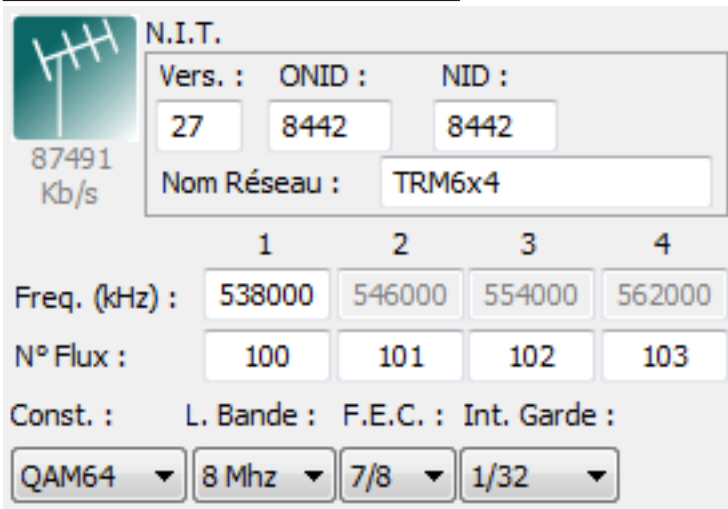 N.I.T.
Vers. : ONID : NID :
27 8442 8442
87491
Kb/s
Nom Réseau : TRM6x4
1 2 3 4
Freq. (kHz) : 538000 546000 554000 562000
N° Flux : 100 101 102 103
Const. : L. Bande : F.E.C. : Int. Garde :
QAM64 8 Mhz 7/8 1/32